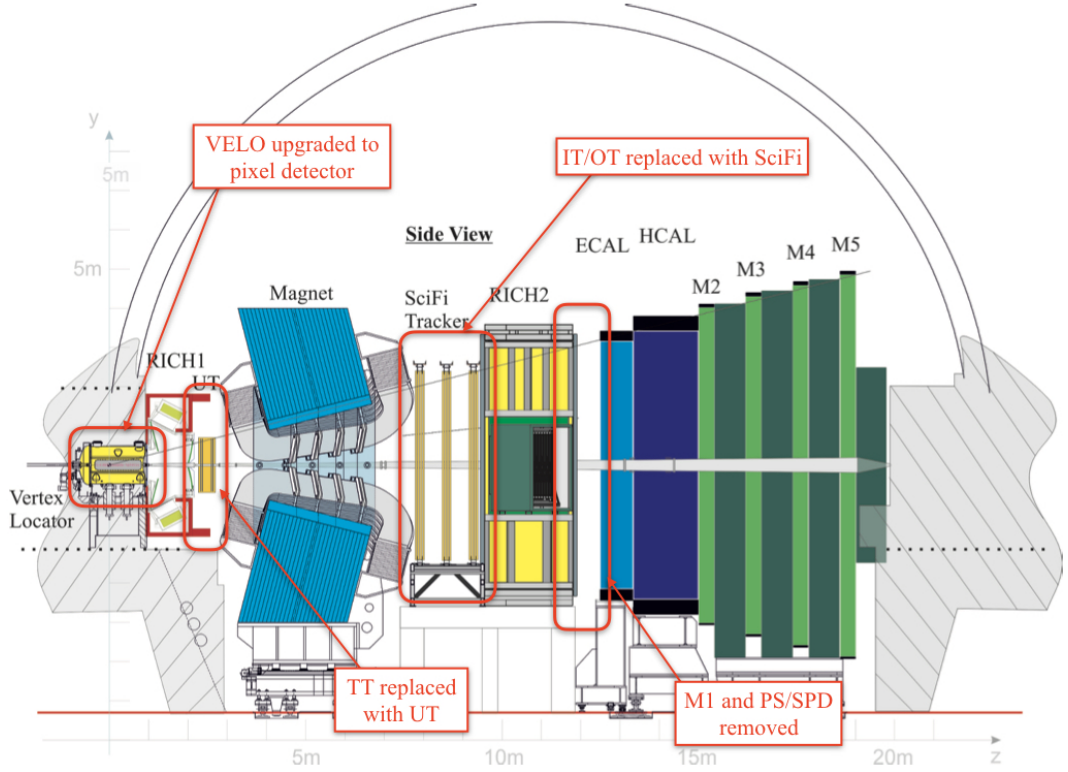 y
5m
5m
VELO upgraded to
pixel detector
IT/OT replaced with SciFi
Side View
ECAL
HCAL
M2
M3
M4
M5
Magnet
SciFi
Tracker
RICH2
RICH1
UT
Vertex
Locator
TT replaced
with UT
M1 and PS/SPD
removed
5m
10m
15m
20m
z